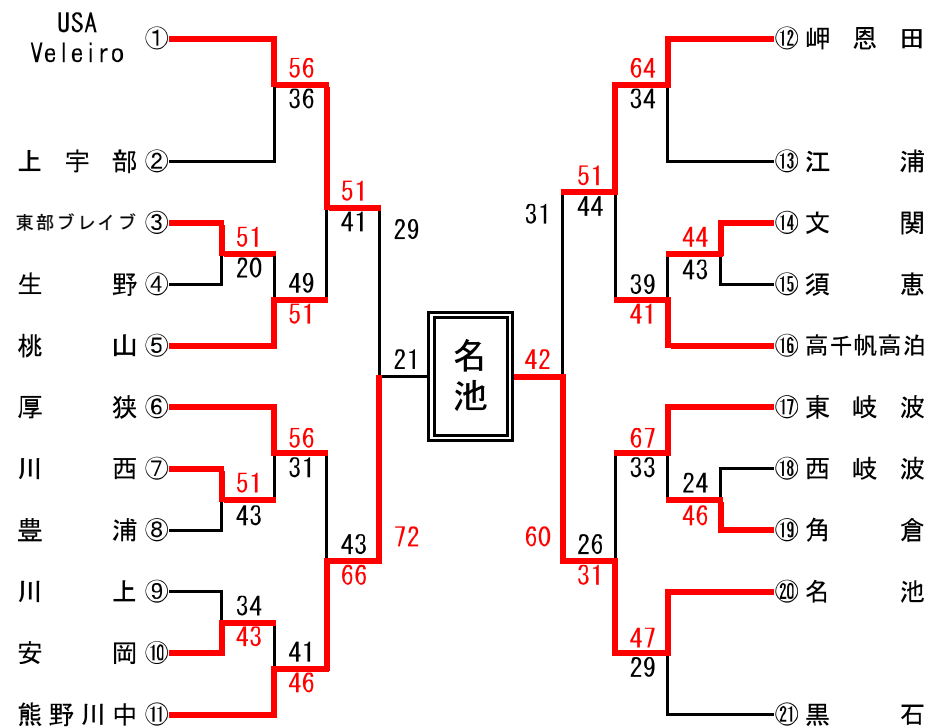 USA
Veleiro ①
56
36
上宇部 ②
51
41
東部ブレイブ ③
51
20
生野 ④
49
51
桃山 ⑤
29
21
厚狭 ⑥
56
31
川西 ⑦
51
43
豊浦 ⑧
43
66
72
川上 ⑨
34
43
安岡 ⑩
41
46
熊野川中 ⑪
名池
42
⑫ 岬恩田
64
34
⑬ 江浦
51
44
31
⑭ 文関
44
43
⑮ 須恵
39
41
⑯ 高千帆高泊
⑰ 東岐波
67
33
⑱ 西岐波
24
46
⑲ 角倉
60
26
31
⑳ 名池
47
29
㉑ 黒石